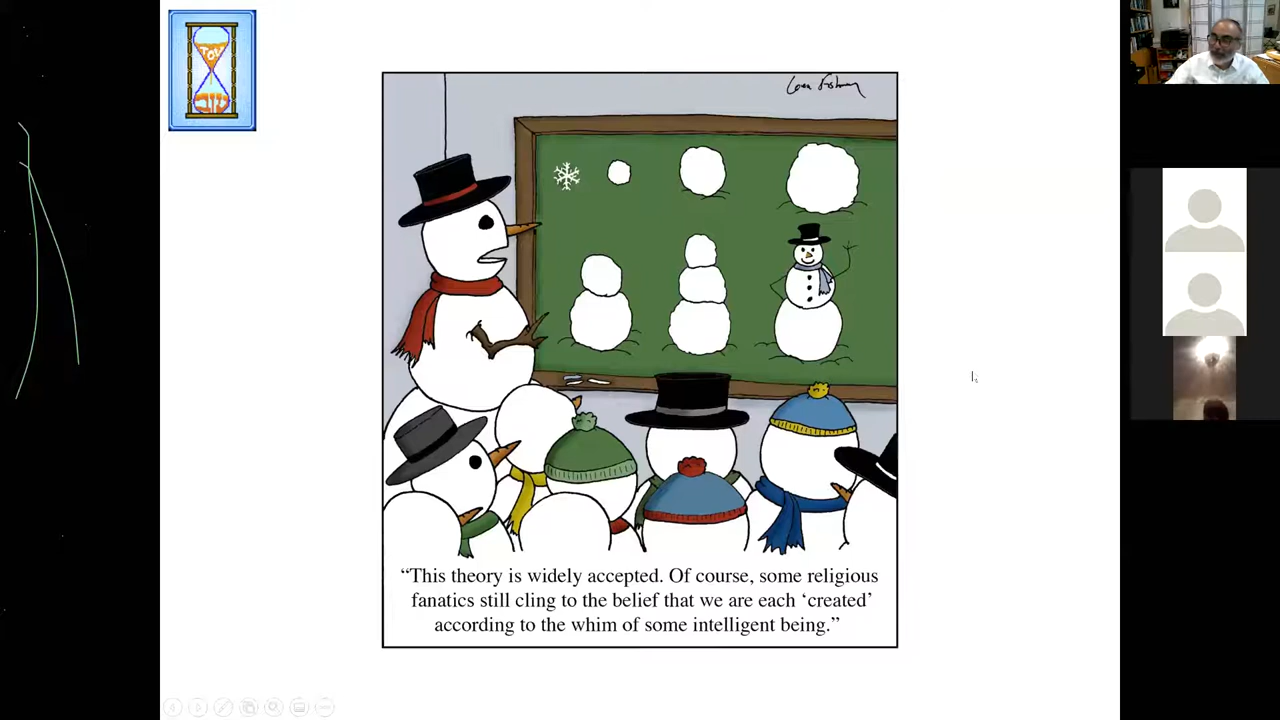 “This theory is widely accepted. Of course, some religious
fanatics still cling to the belief that we are each ‘created’
according to the whim of some intelligent being.”